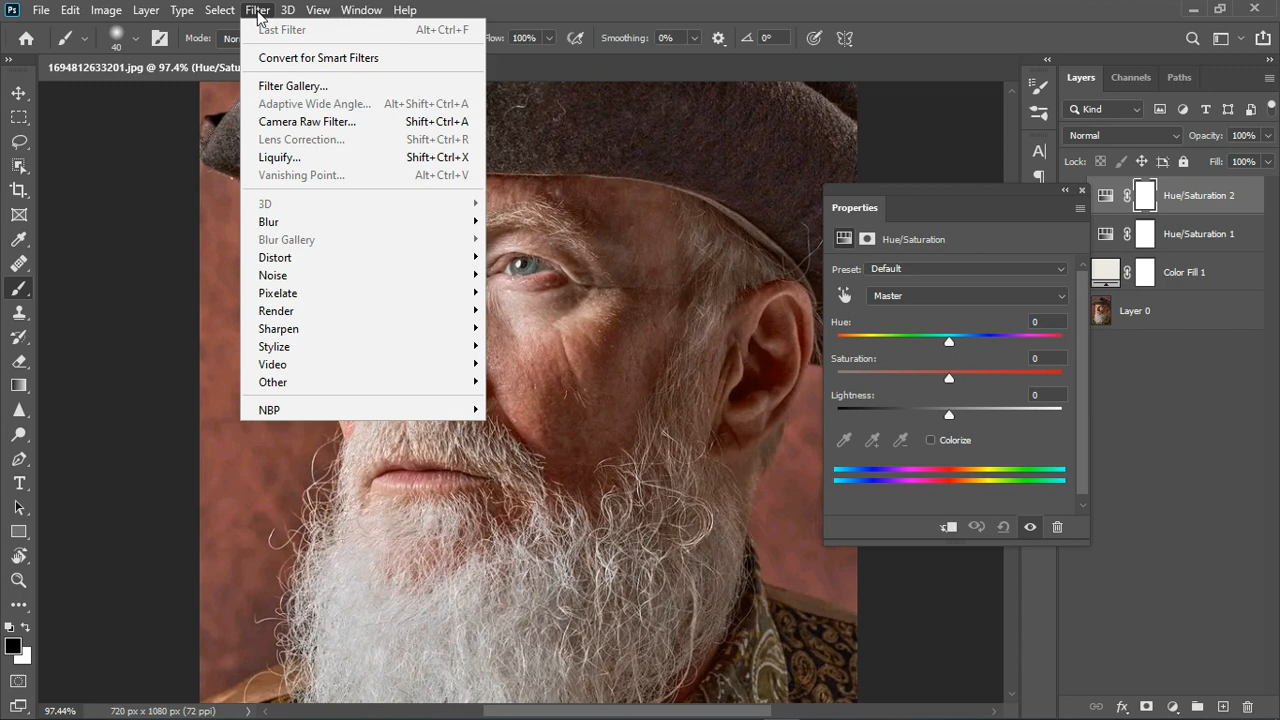 Ps File Edit Image Layer Type Select Filter 3D View Window Help
40 Mode: Flow: 100% Smoothing: 0% 0°
1694812633201.jpg @ 97.4% (Hue/Satu
Last Filter Alt+Ctrl+F
Convert for Smart Filters
Filter Gallery...
Adaptive Wide Angle... Alt+Shift+Ctrl+A
Camera Raw Filter... Shift+Ctrl+A
Lens Correction... Shift+Ctrl+R
Liquify... Shift+Ctrl+X
Vanishing Point... Alt+Ctrl+V
3D
Blur
Blur Gallery
Distort
Noise
Pixelate
Render
Sharpen
Stylize
Video
Other
NBP
Properties
Hue/Saturation
Preset: Default
Master
Hue: 0
Saturation: 0
Lightness: 0
Colorize
Layers Channels Paths
Kind
Normal Opacity: 100%
Lock: Fill: 100%
Hue/Saturation 2
Hue/Saturation 1
Color Fill 1
Layer 0
97.44% 720 px x 1080 px (72 ppi)